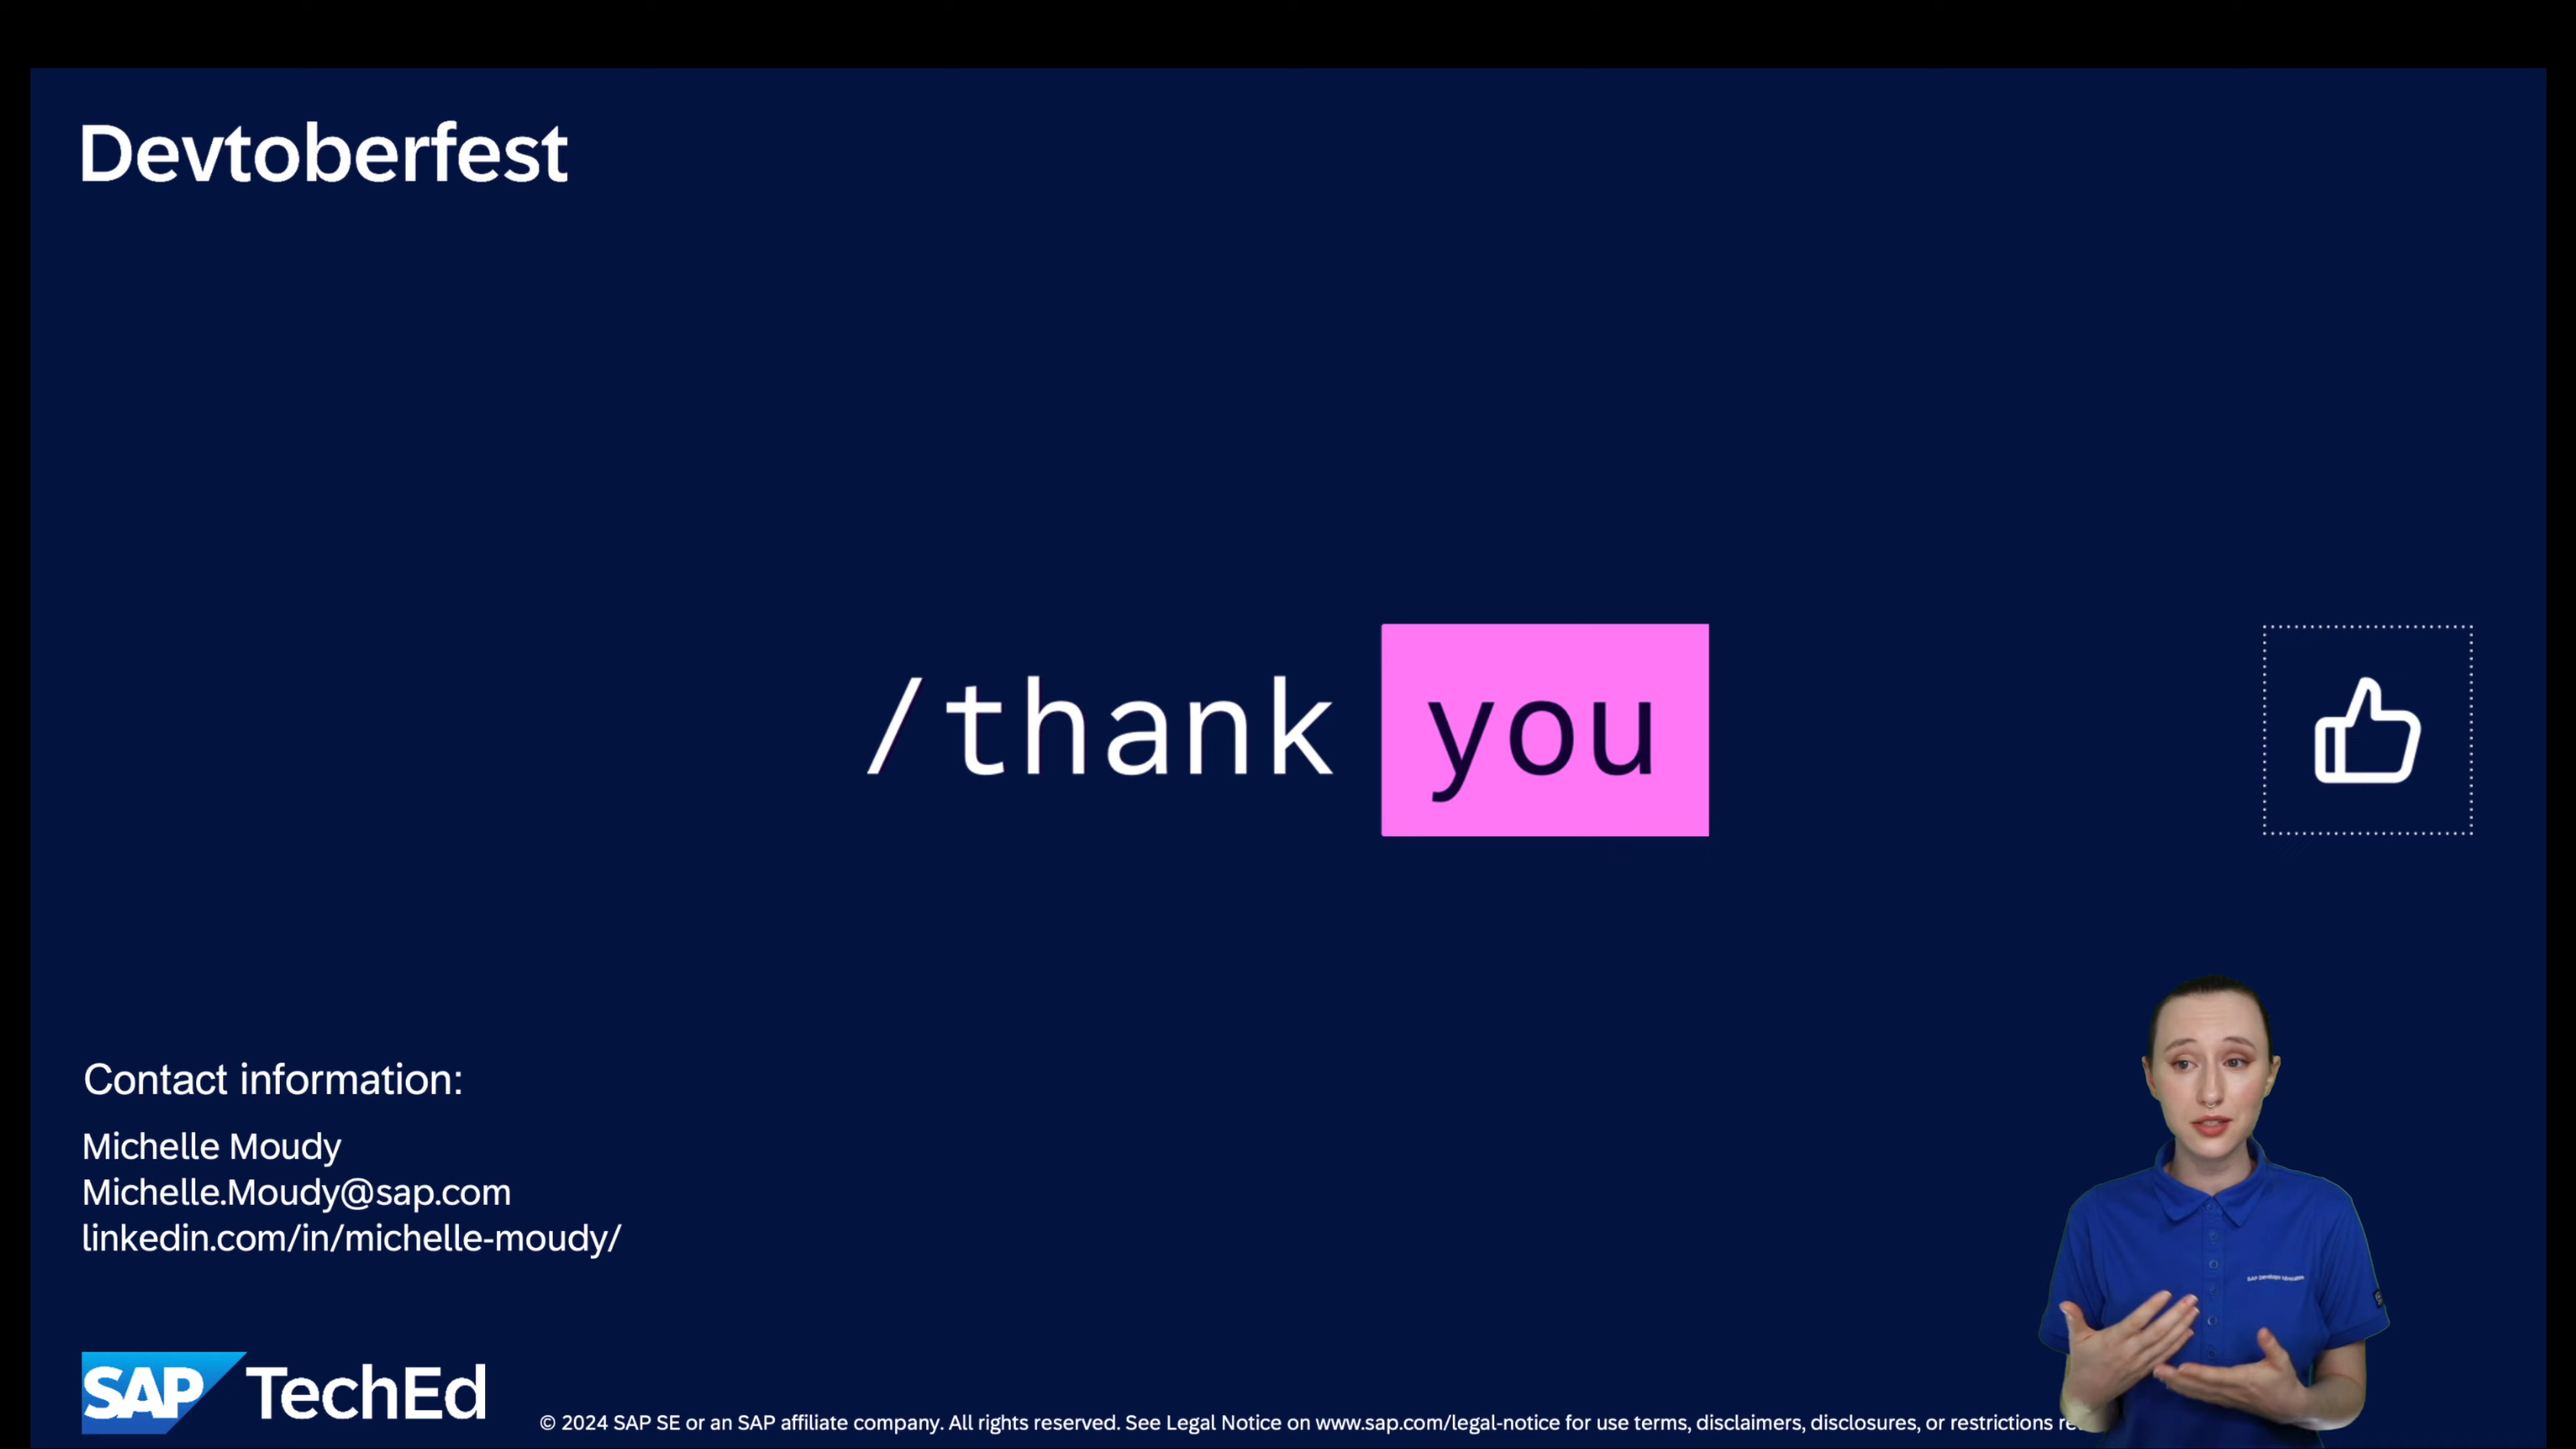 Devtoberfest
/thank you
Contact information:
Michelle Moudy
Michelle.Moudy@sap.com
linkedin.com/in/michelle-moudy/
SAP TechEd
© 2024 SAP SE or an SAP affiliate company. All rights reserved. See Legal Notice on www.sap.com/legal-notice for use terms, disclaimers, disclosures, or restrictions